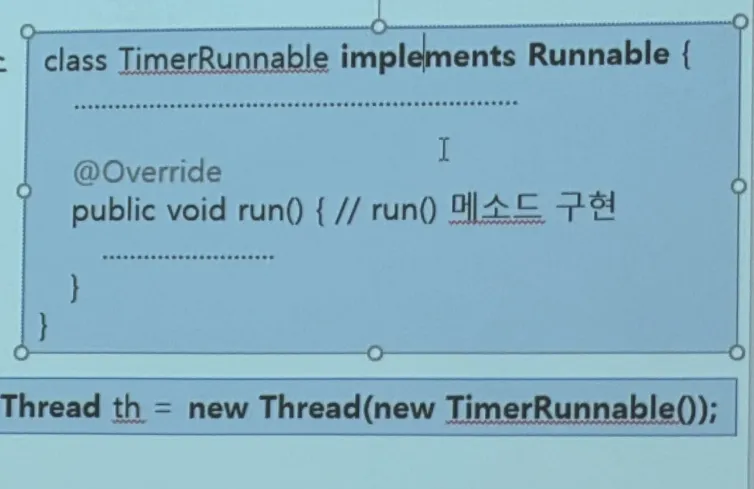 class TimerRunnable implements Runnable {
................................................................
@Override
public void run() { // run() 메소드 구현
.........................
}
}
Thread th = new Thread(new TimerRunnable());